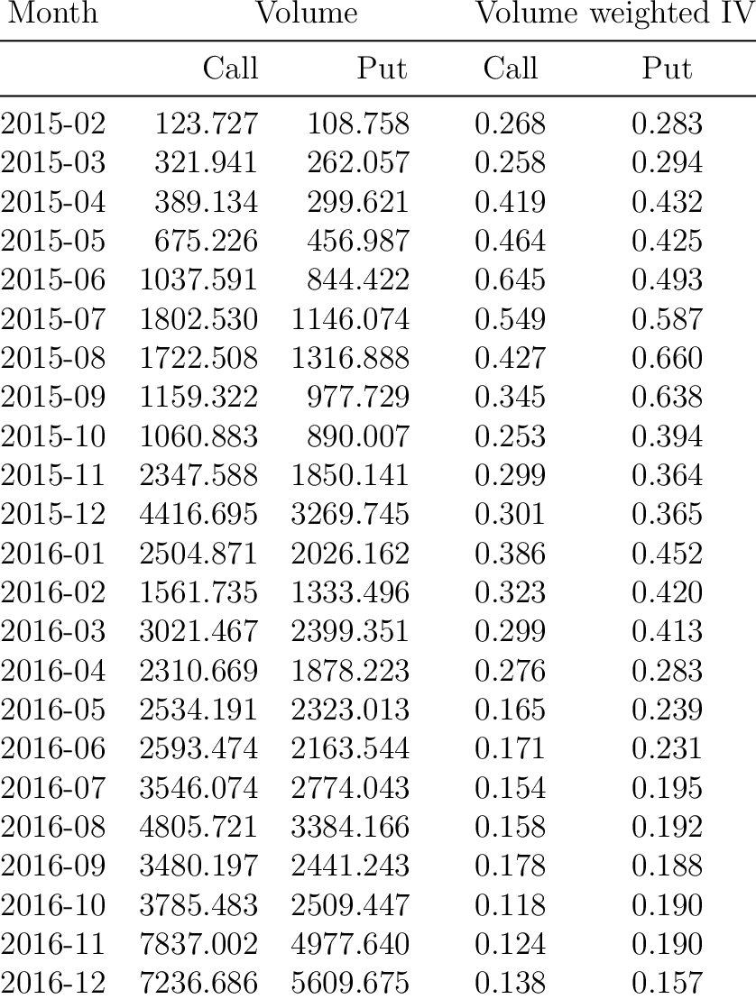 Month Volume Volume weighted IV
Call Put Call Put
2015-02 123.727 108.758 0.268 0.283
2015-03 321.941 262.057 0.258 0.294
2015-04 389.134 299.621 0.419 0.432
2015-05 675.226 456.987 0.464 0.425
2015-06 1037.591 844.422 0.645 0.493
2015-07 1802.530 1146.074 0.549 0.587
2015-08 1722.508 1316.888 0.427 0.660
2015-09 1159.322 977.729 0.345 0.638
2015-10 1060.883 890.007 0.253 0.394
2015-11 2347.588 1850.141 0.299 0.364
2015-12 4416.695 3269.745 0.301 0.365
2016-01 2504.871 2026.162 0.386 0.452
2016-02 1561.735 1333.496 0.323 0.420
2016-03 3021.467 2399.351 0.299 0.413
2016-04 2310.669 1878.223 0.276 0.283
2016-05 2534.191 2323.013 0.165 0.239
2016-06 2593.474 2163.544 0.171 0.231
2016-07 3546.074 2774.043 0.154 0.195
2016-08 4805.721 3384.166 0.158 0.192
2016-09 3480.197 2441.243 0.178 0.188
2016-10 3785.483 2509.447 0.118 0.190
2016-11 7837.002 4977.640 0.124 0.190
2016-12 7236.686 5609.675 0.138 0.157